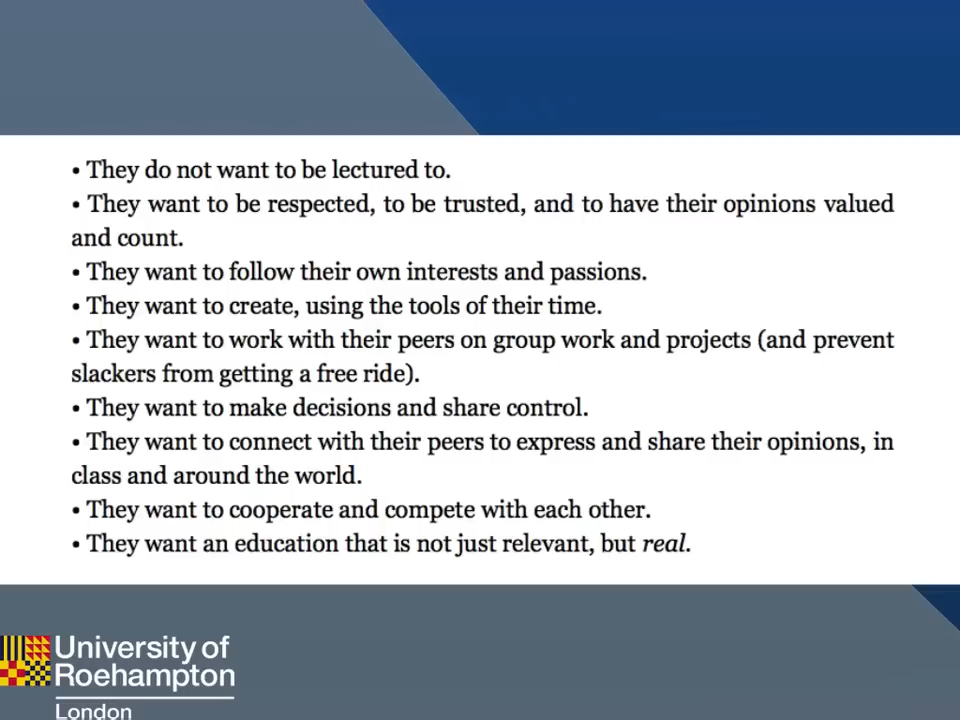 • They do not want to be lectured to.
• They want to be respected, to be trusted, and to have their opinions valued
and count.
• They want to follow their own interests and passions.
• They want to create, using the tools of their time.
• They want to work with their peers on group work and projects (and prevent
slackers from getting a free ride).
• They want to make decisions and share control.
• They want to connect with their peers to express and share their opinions, in
class and around the world.
• They want to cooperate and compete with each other.
• They want an education that is not just relevant, but real.
University of
Roehampton
London